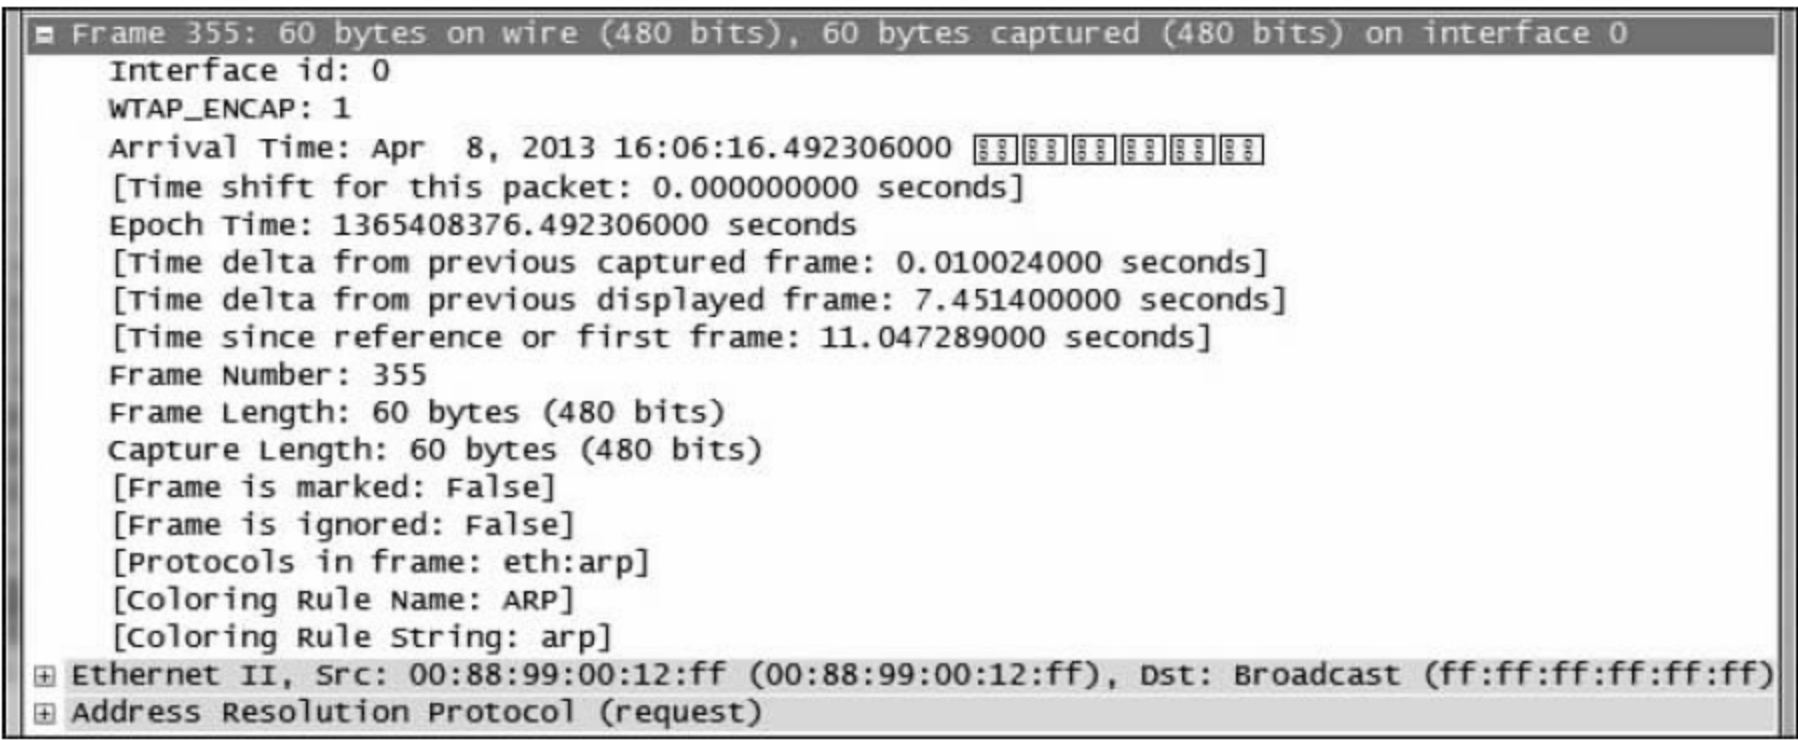 Frame 355: 60 bytes on wire (480 bits), 60 bytes captured (480 bits) on interface 0
Interface id: 0
WTAP_ENCAP: 1
Arrival Time: Apr  8, 2013 16:06:16.492306000
[Time shift for this packet: 0.000000000 seconds]
Epoch Time: 1365408376.492306000 seconds
[Time delta from previous captured frame: 0.010024000 seconds]
[Time delta from previous displayed frame: 7.451400000 seconds]
[Time since reference or first frame: 11.047289000 seconds]
Frame Number: 355
Frame Length: 60 bytes (480 bits)
Capture Length: 60 bytes (480 bits)
[Frame is marked: False]
[Frame is ignored: False]
[Protocols in frame: eth:arp]
[Coloring Rule Name: ARP]
[Coloring Rule String: arp]
Ethernet II, Src: 00:88:99:00:12:ff (00:88:99:00:12:ff), Dst: Broadcast (ff:ff:ff:ff:ff:ff)
Address Resolution Protocol (request)